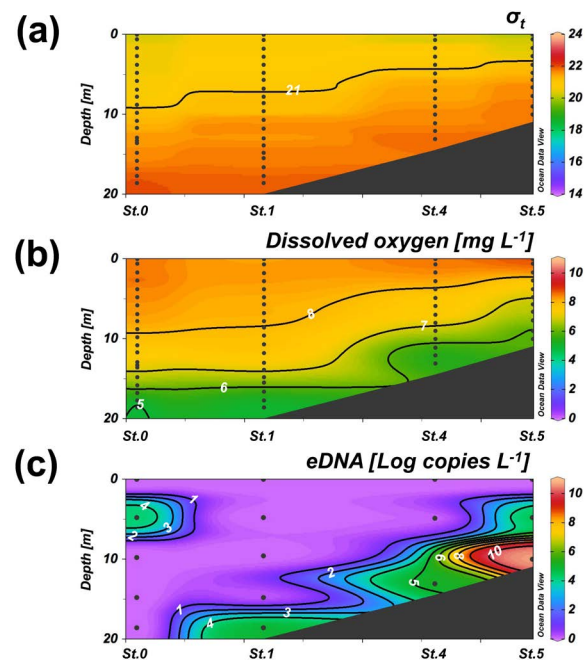 (a)
σt
0
10
20
Depth [m]
21
St.0
St.1
St.4
St.5
24
22
20
18
16
14
Ocean Data View
(b)
Dissolved oxygen [mg L-1]
0
10
20
Depth [m]
8
7
6
5
St.0
St.1
St.4
St.5
10
8
6
4
2
0
Ocean Data View
(c)
eDNA [Log copies L-1]
0
10
20
Depth [m]
1
4
3
2
2
1
3
4
5
6
8
10
St.0
St.1
St.4
St.5
10
8
6
4
2
0
Ocean Data View